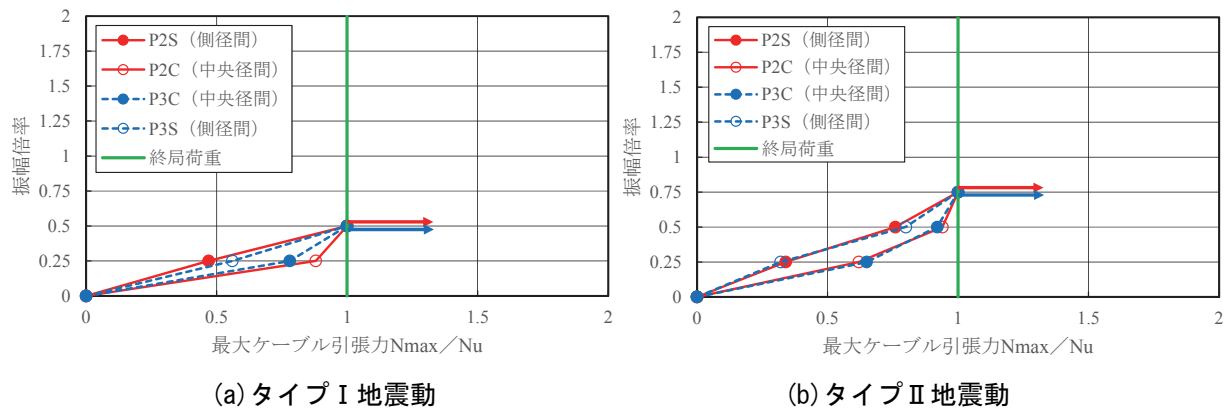 2
1.75
1.5
1.25
1
0.75
0.5
0.25
0
振幅倍率
P2S（側径間）
P2C（中央径間）
P3C（中央径間）
P3S（側径間）
終局荷重
0 0.5 1 1.5 2
最大ケーブル引張力Nmax／Nu
(a)タイプⅠ地震動
2
1.75
1.5
1.25
1
0.75
0.5
0.25
0
振幅倍率
P2S（側径間）
P2C（中央径間）
P3C（中央径間）
P3S（側径間）
終局荷重
0 0.5 1 1.5 2
最大ケーブル引張力Nmax／Nu
(b)タイプⅡ地震動